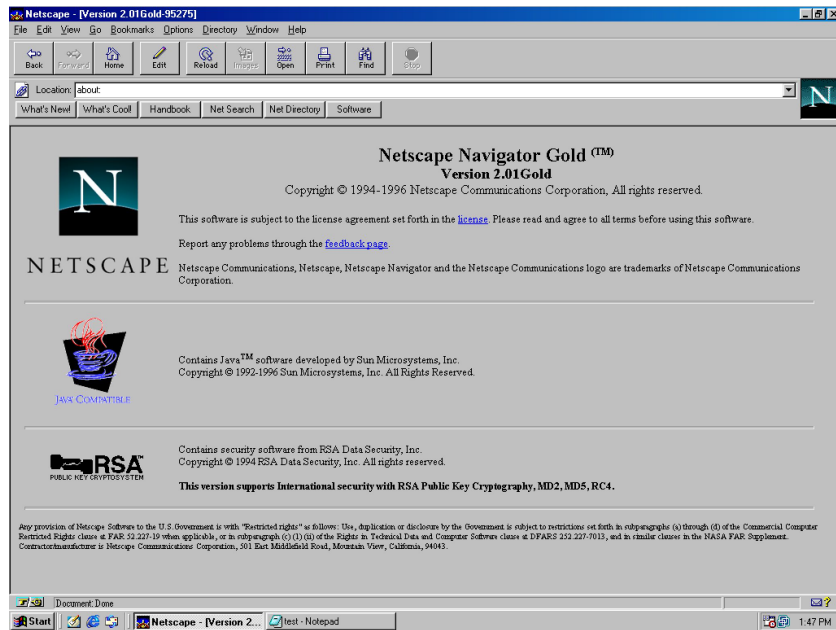 Netscape - [Version 2.01Gold-95275]
File Edit View Go Bookmarks Options Directory Window Help
Back Forward Home Edit Reload Images Open Print Find Stop
Location: about:
N
What's New! What's Cool! Handbook Net Search Net Directory Software
N
NETSCAPE
Netscape Navigator Gold (TM)
Version 2.01Gold
Copyright © 1994-1996 Netscape Communications Corporation, All rights reserved.
This software is subject to the license agreement set forth in the license. Please read and agree to all terms before using this software.
Report any problems through the feedback page.
Netscape Communications, Netscape, Netscape Navigator and the Netscape Communications logo are trademarks of Netscape Communications
Corporation.
JAVA COMPATIBLE
Contains Java™ software developed by Sun Microsystems, Inc.
Copyright © 1992-1996 Sun Microsystems, Inc. All Rights Reserved.
RSA™
PUBLIC KEY CRYPTOSYSTEM
Contains security software from RSA Data Security, Inc.
Copyright © 1994 RSA Data Security, Inc. All rights reserved.
This version supports International security with RSA Public Key Cryptography, MD2, MD5, RC4.
Any provision of Netscape Software to the U.S. Government is with "Restricted rights" as follows: Use, duplication or disclosure by the Government is subject to restrictions set forth in subparagraphs (a) through (d) of the Commercial Computer
Restricted Rights clause at FAR 52.227-19 when applicable, or in subparagraph (c) (1) (ii) of the Rights in Technical Data and Computer Software clause at DFARS 252.227-7013, and in similar clauses in the NASA FAR Supplement.
Contractor/manufacturer is Netscape Communications Corporation, 501 East Middlefield Road, Mountain View, California, 94043.
Document: Done
Start Netscape - [Version 2... test - Notepad 1:47 PM